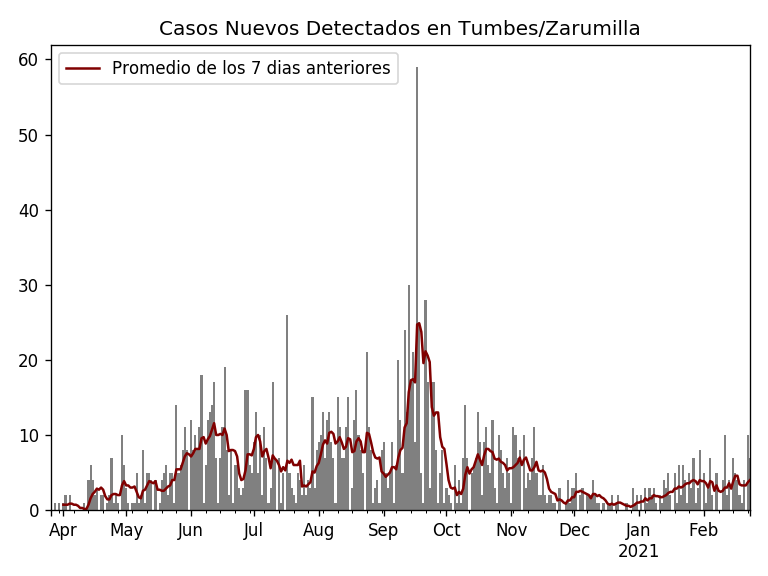 Casos Nuevos Detectados en Tumbes/Zarumilla
Promedio de los 7 dias anteriores
60
50
40
30
20
10
0
Apr May Jun Jul Aug Sep Oct Nov Dec Jan Feb
2021